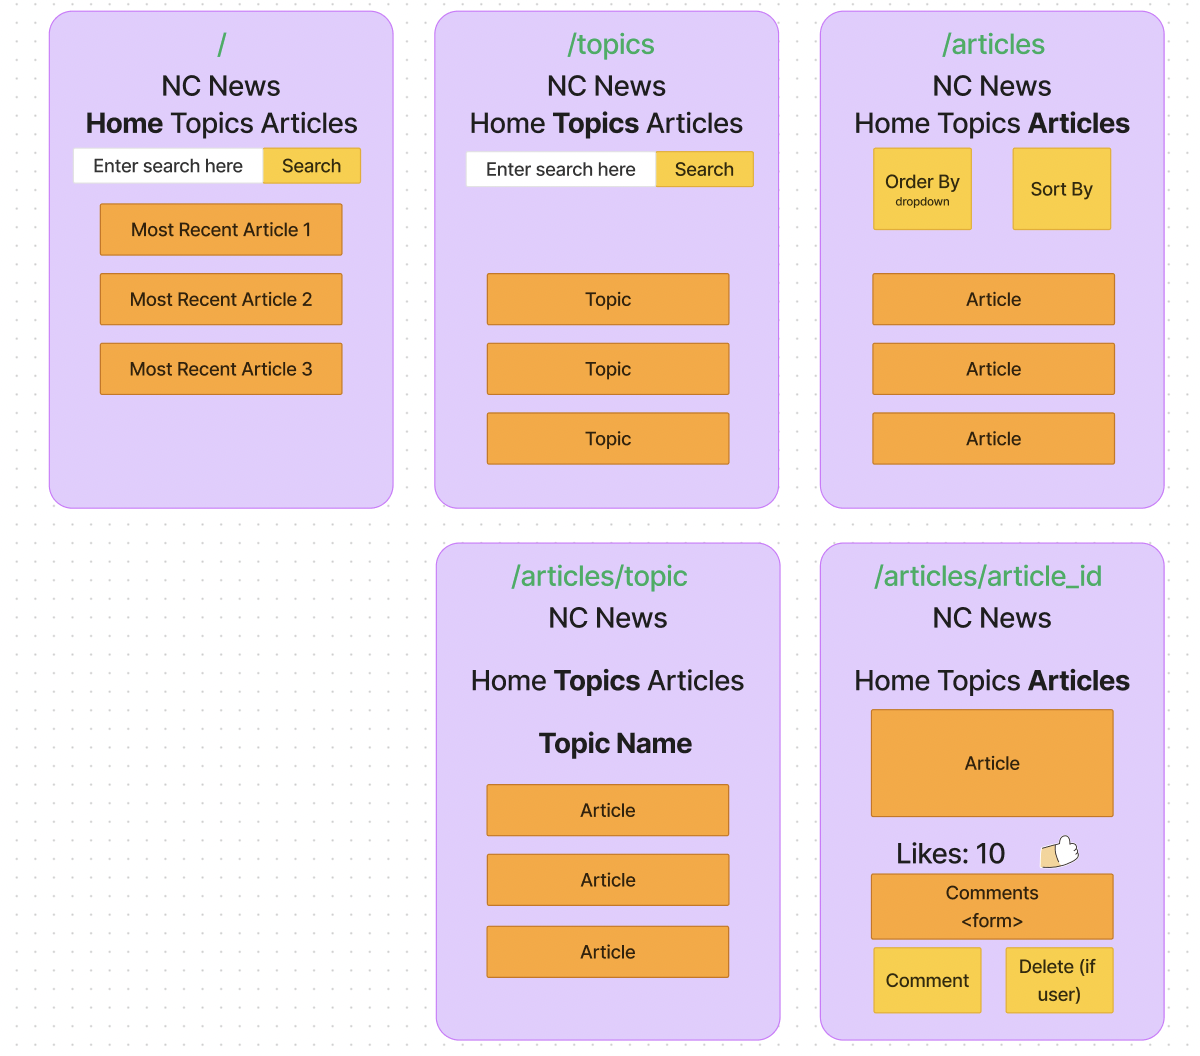 /
NC News
Home Topics Articles
Enter search here
Search
Most Recent Article 1
Most Recent Article 2
Most Recent Article 3
/topics
NC News
Home Topics Articles
Enter search here
Search
Topic
Topic
Topic
/articles
NC News
Home Topics Articles
Order By
dropdown
Sort By
Article
Article
Article
/articles/topic
NC News
Home Topics Articles
Topic Name
Article
Article
Article
/articles/article_id
NC News
Home Topics Articles
Article
Likes: 10
Comments
<form>
Comment
Delete (if
user)